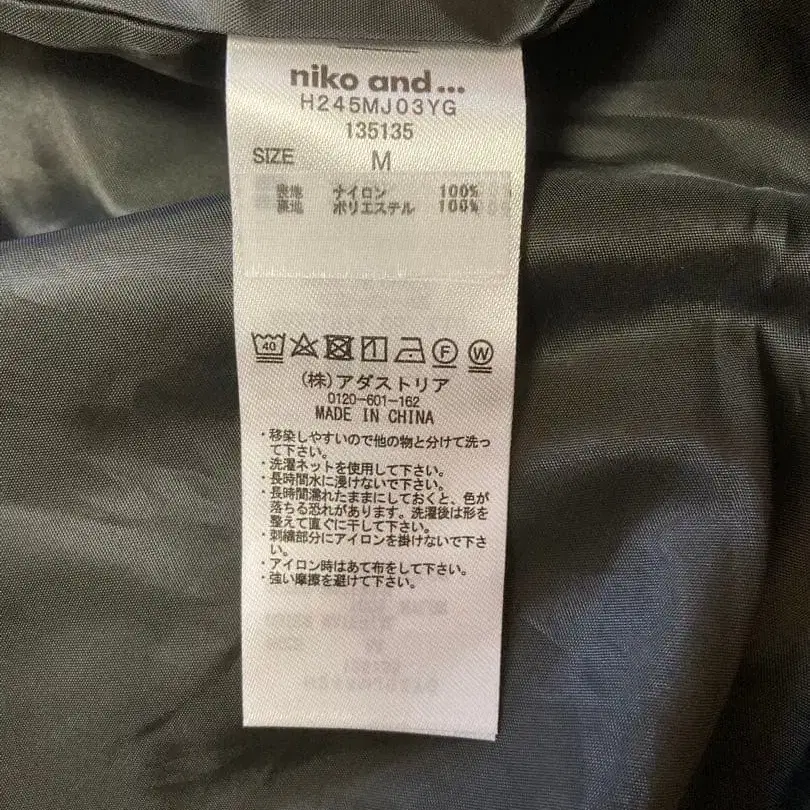 niko and...
H245MJ03YG
135135
SIZE M
表地 ナイロン 100%
裏地 ポリエステル 100%
40
F W
(株)アダストリア
0120-601-162
MADE IN CHINA
・移染しやすいので他の物と分けて洗っ
て下さい。
・洗濯ネットを使用して下さい。
・長時間水に浸けないで下さい。
・長時間濡れたままにしておくと、色が
落ちる恐れがあります。洗濯後は形を
整えて直ぐに干して下さい。
・刺繍部分にアイロンを掛けないで下さ
い。
・アイロン時はあて布をして下さい。
・強い摩擦を避けて下さい。